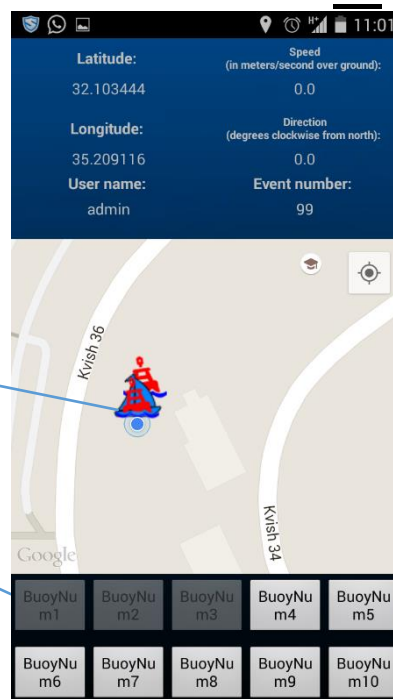 11:01
Latitude:
32.103444
Speed
(in meters/second over ground):
0.0
Longitude:
35.209116
Direction
(degrees clockwise from north):
0.0
User name:
admin
Event number:
99
Kvish 36
Kvish 34
Google
BuoyNu
m1
BuoyNu
m2
BuoyNu
m3
BuoyNu
m4
BuoyNu
m5
BuoyNu
m6
BuoyNu
m7
BuoyNu
m8
BuoyNu
m9
BuoyNu
m10